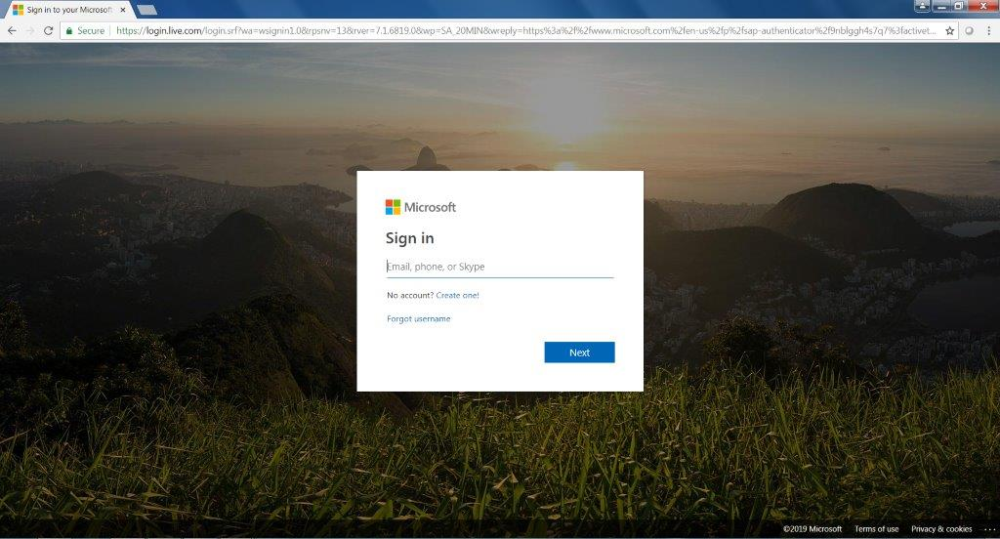 Sign in to your Microsoft
Secure https://login.live.com/login.srf?wa=wsignin1.0&rpsnv=13&rver=7.1.6819.0&wp=SA_20MIN&wreply=https%3a%2f%2fwww.microsoft.com%2fen-us%2fp%2fsap-authenticator%2f9nblggh4s7q7%3factivet...
Microsoft
Sign in
Email, phone, or Skype
No account? Create one!
Forgot username
Next
©2019 Microsoft Terms of use Privacy & cookies ...